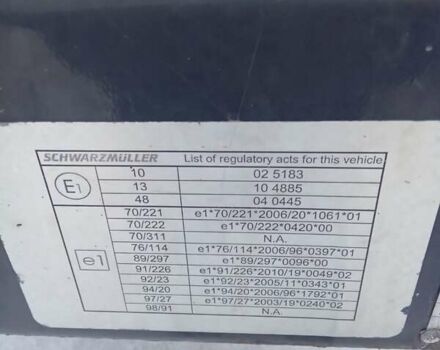 SCHWARZMÜLLER List of regulatory acts for this vehicle
E1
10 02 5183
13 10 4885
48 04 0445
e1
70/221 e1*70/221*2006/20*1061*01
70/222 e1*70/222*0420*00
70/311 N.A.
76/114 e1*76/114*2006/96*0397*01
89/297 e1*89/297*0096*00
91/226 e1*91/226*2010/19*0049*02
92/23 e1*92/23*2005/11*0343*01
94/20 e1*94/20*2006/96*1792*01
97/27 e1*97/27*2003/19*0240*02
98/91 N.A.